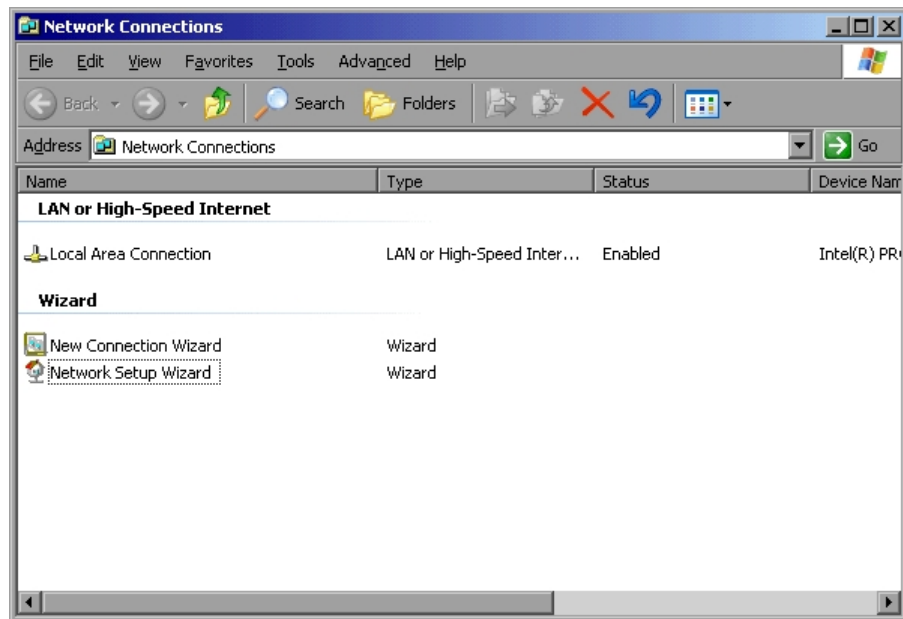 Network Connections
File Edit View Favorites Tools Advanced Help
Back Search Folders
Address Network Connections Go
Name Type Status Device Nam
LAN or High-Speed Internet
Local Area Connection LAN or High-Speed Inter... Enabled Intel(R) PR
Wizard
New Connection Wizard Wizard
Network Setup Wizard Wizard